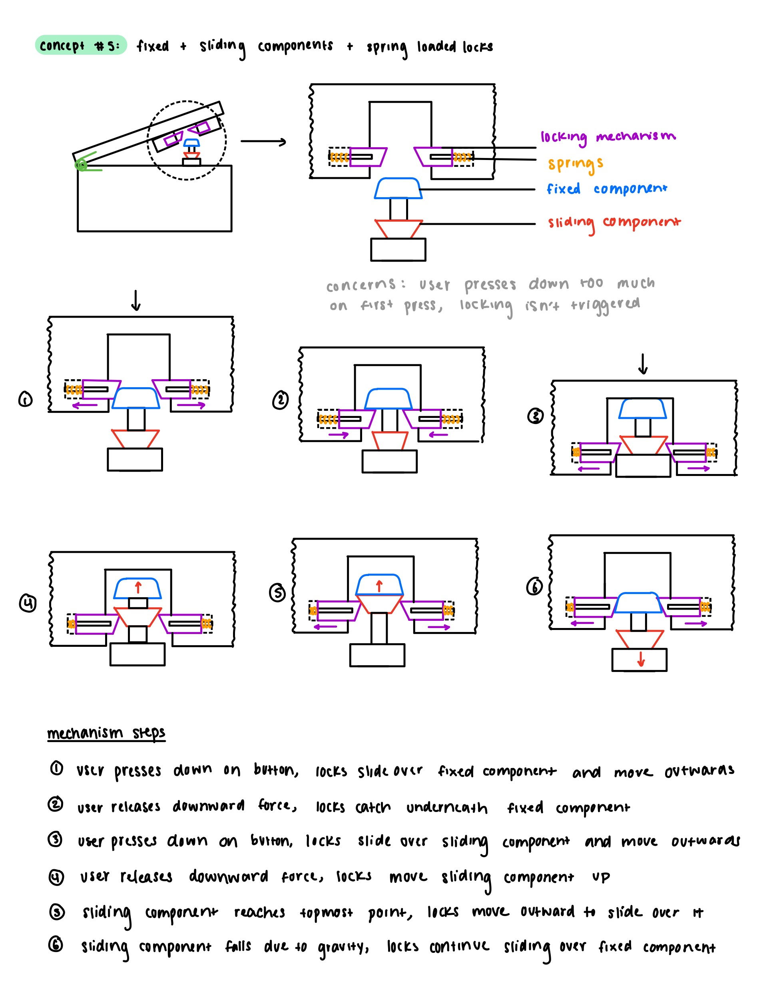 concept #5: fixed + sliding components + spring loaded locks
locking mechanism
springs
fixed component
sliding component
concerns: user presses down too much
on first press, locking isn't triggered
1
2
3
4
5
6
mechanism steps
1 user presses down on button, locks slide over fixed component and move outwards
2 user releases downward force, locks catch underneath fixed component
3 user presses down on button, locks slide over sliding component and move outwards
4 user releases downward force, locks move sliding component up
5 sliding component reaches topmost point, locks move outward to slide over it
6 sliding component falls due to gravity, locks continue sliding over fixed component